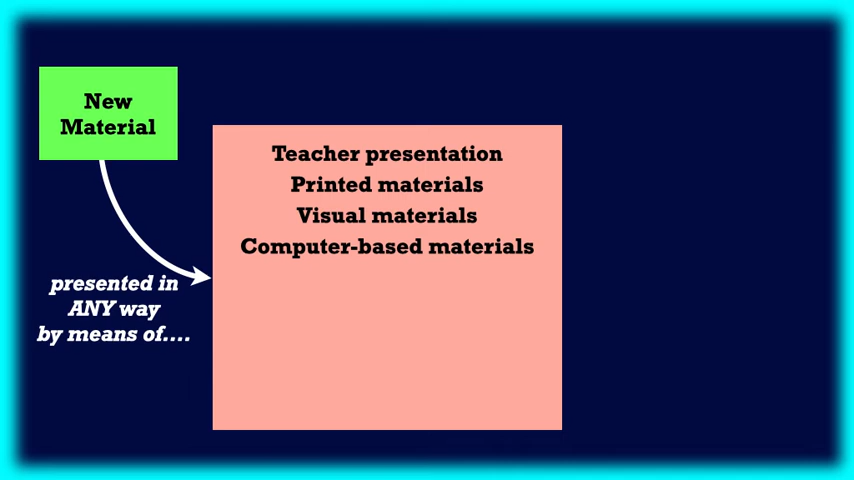 New
Material
Teacher presentation
Printed materials
Visual materials
Computer-based materials
presented in
ANY way
by means of....